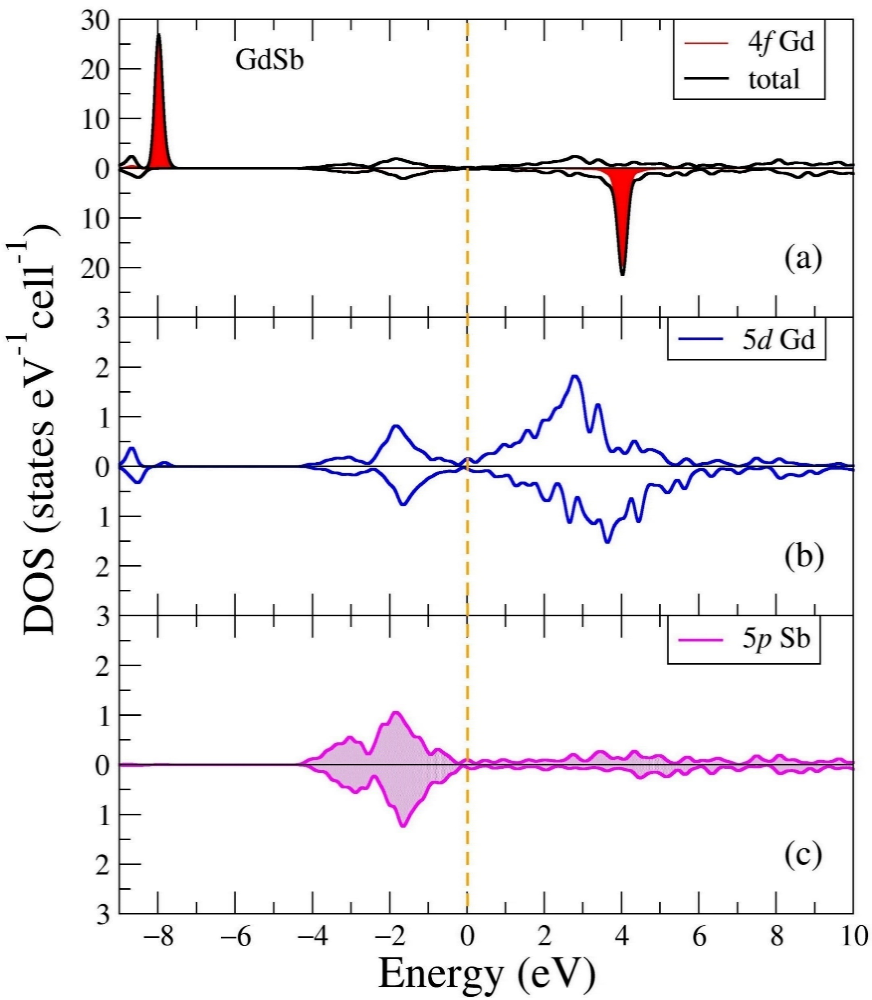 DOS (states eV⁻¹ cell⁻¹)
30
20
10
0
10
20
GdSb
4f Gd
total
(a)
3
2
1
0
1
2
5d Gd
(b)
3
2
1
0
1
2
3
5p Sb
(c)
−8 −6 −4 −2 0 2 4 6 8 10
Energy (eV)